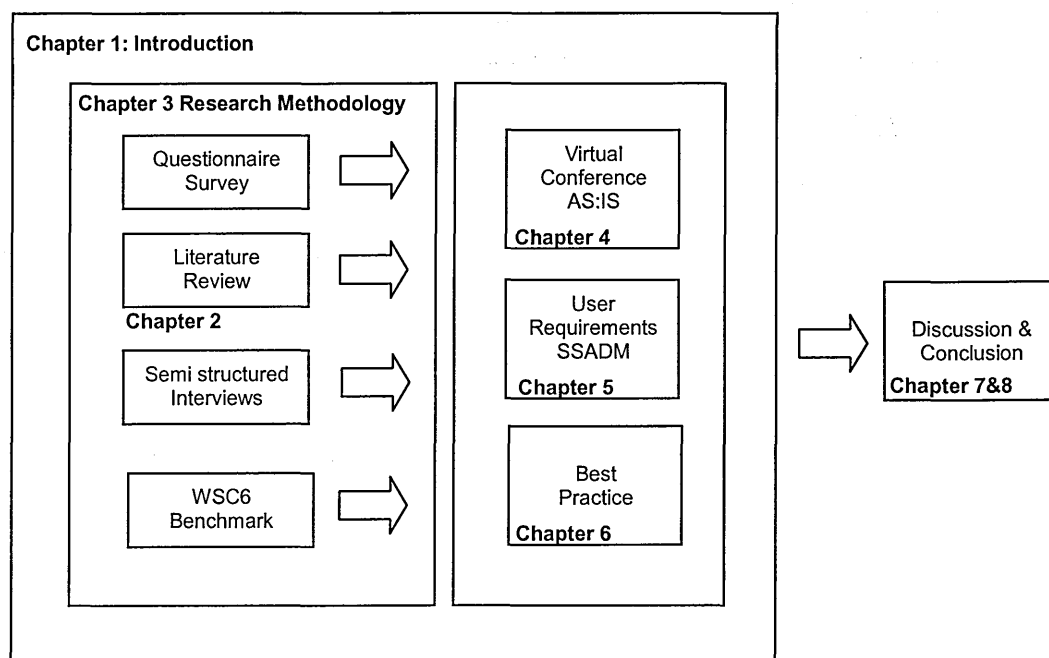 Chapter 1: Introduction
Chapter 3 Research Methodology
Questionnaire
Survey
Literature
Review
Chapter 2
Semi structured
Interviews
WSC6
Benchmark
Virtual
Conference
AS:IS
Chapter 4
User
Requirements
SSADM
Chapter 5
Best
Practice
Chapter 6
Discussion &
Conclusion
Chapter 7&8